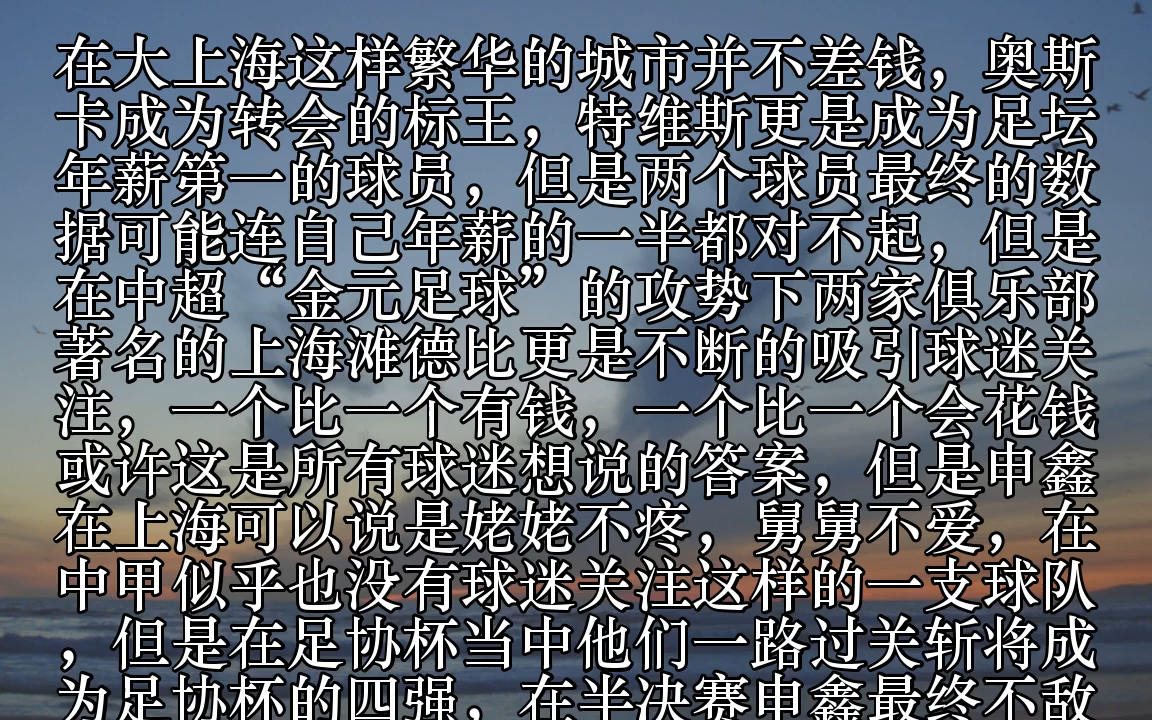 在大上海这样繁华的城市并不差钱，奥斯
卡成为转会的标王，特维斯更是成为足坛
年薪第一的球员，但是两个球员最终的数
据可能连自己年薪的一半都对不起，但是
在中超“金元足球”的攻势下两家俱乐部
著名的上海滩德比更是不断的吸引球迷关
注，一个比一个有钱，一个比一个会花钱
或许这是所有球迷想说的答案，但是申鑫
在上海可以说是姥姥不疼，舅舅不爱，在
中甲似乎也没有球迷关注这样的一支球队
，但是在足协杯当中他们一路过关斩将成
为足协杯的四强，在半决赛申鑫最终不敌